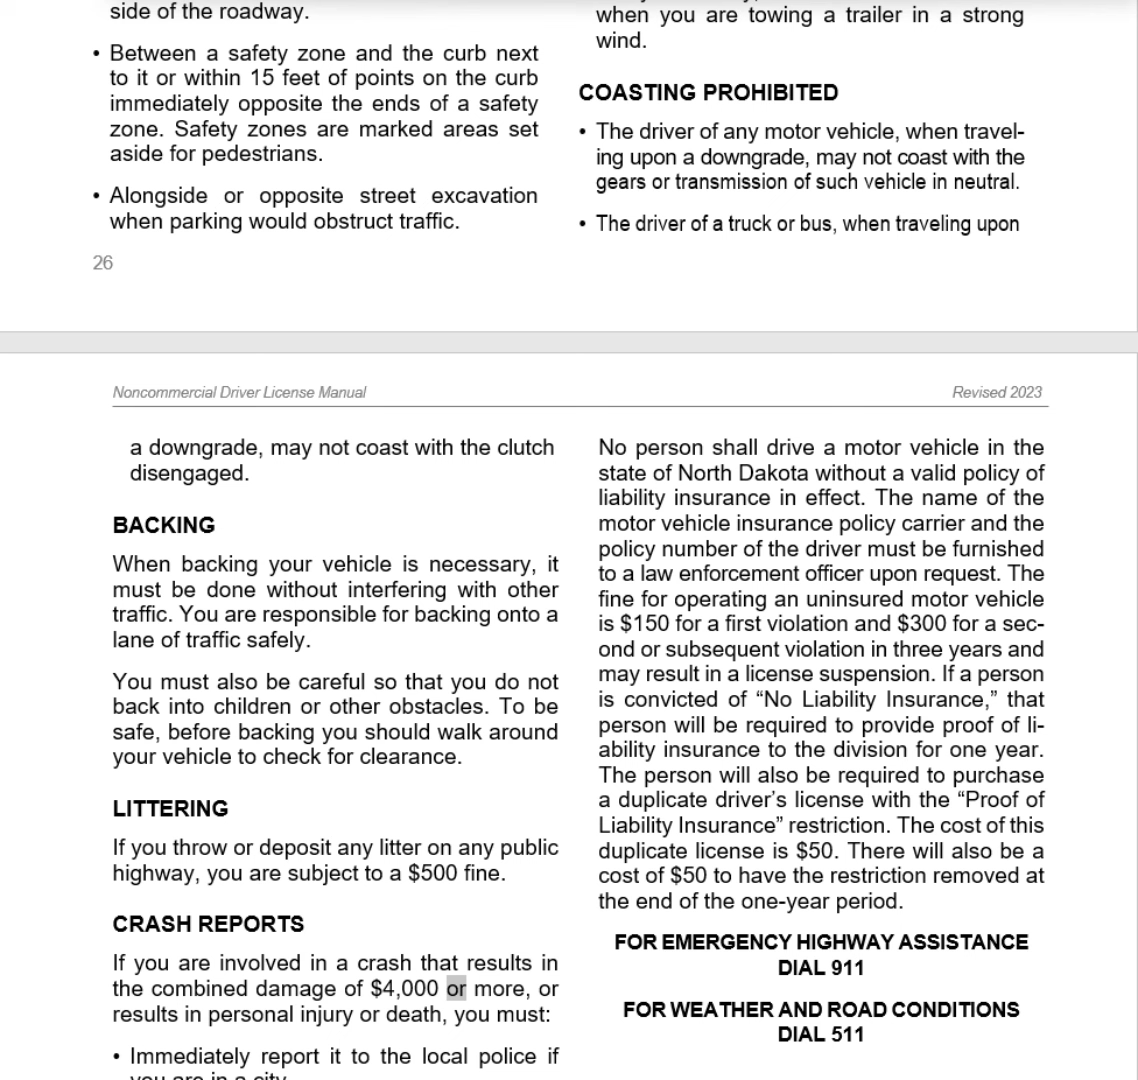 side of the roadway.
• Between a safety zone and the curb next
to it or within 15 feet of points on the curb
immediately opposite the ends of a safety
zone. Safety zones are marked areas set
aside for pedestrians.
• Alongside or opposite street excavation
when parking would obstruct traffic.
26
when you are towing a trailer in a strong
wind.
COASTING PROHIBITED
• The driver of any motor vehicle, when travel-
ing upon a downgrade, may not coast with the
gears or transmission of such vehicle in neutral.
• The driver of a truck or bus, when traveling upon
Noncommercial Driver License Manual
Revised 2023
a downgrade, may not coast with the clutch
disengaged.
BACKING
When backing your vehicle is necessary, it
must be done without interfering with other
traffic. You are responsible for backing onto a
lane of traffic safely.
You must also be careful so that you do not
back into children or other obstacles. To be
safe, before backing you should walk around
your vehicle to check for clearance.
LITTERING
If you throw or deposit any litter on any public
highway, you are subject to a $500 fine.
CRASH REPORTS
If you are involved in a crash that results in
the combined damage of $4,000 or more, or
results in personal injury or death, you must:
• Immediately report it to the local police if
you are in a city
No person shall drive a motor vehicle in the
state of North Dakota without a valid policy of
liability insurance in effect. The name of the
motor vehicle insurance policy carrier and the
policy number of the driver must be furnished
to a law enforcement officer upon request. The
fine for operating an uninsured motor vehicle
is $150 for a first violation and $300 for a sec-
ond or subsequent violation in three years and
may result in a license suspension. If a person
is convicted of “No Liability Insurance,” that
person will be required to provide proof of li-
ability insurance to the division for one year.
The person will also be required to purchase
a duplicate driver’s license with the “Proof of
Liability Insurance” restriction. The cost of this
duplicate license is $50. There will also be a
cost of $50 to have the restriction removed at
the end of the one-year period.
FOR EMERGENCY HIGHWAY ASSISTANCE
DIAL 911
FOR WEATHER AND ROAD CONDITIONS
DIAL 511